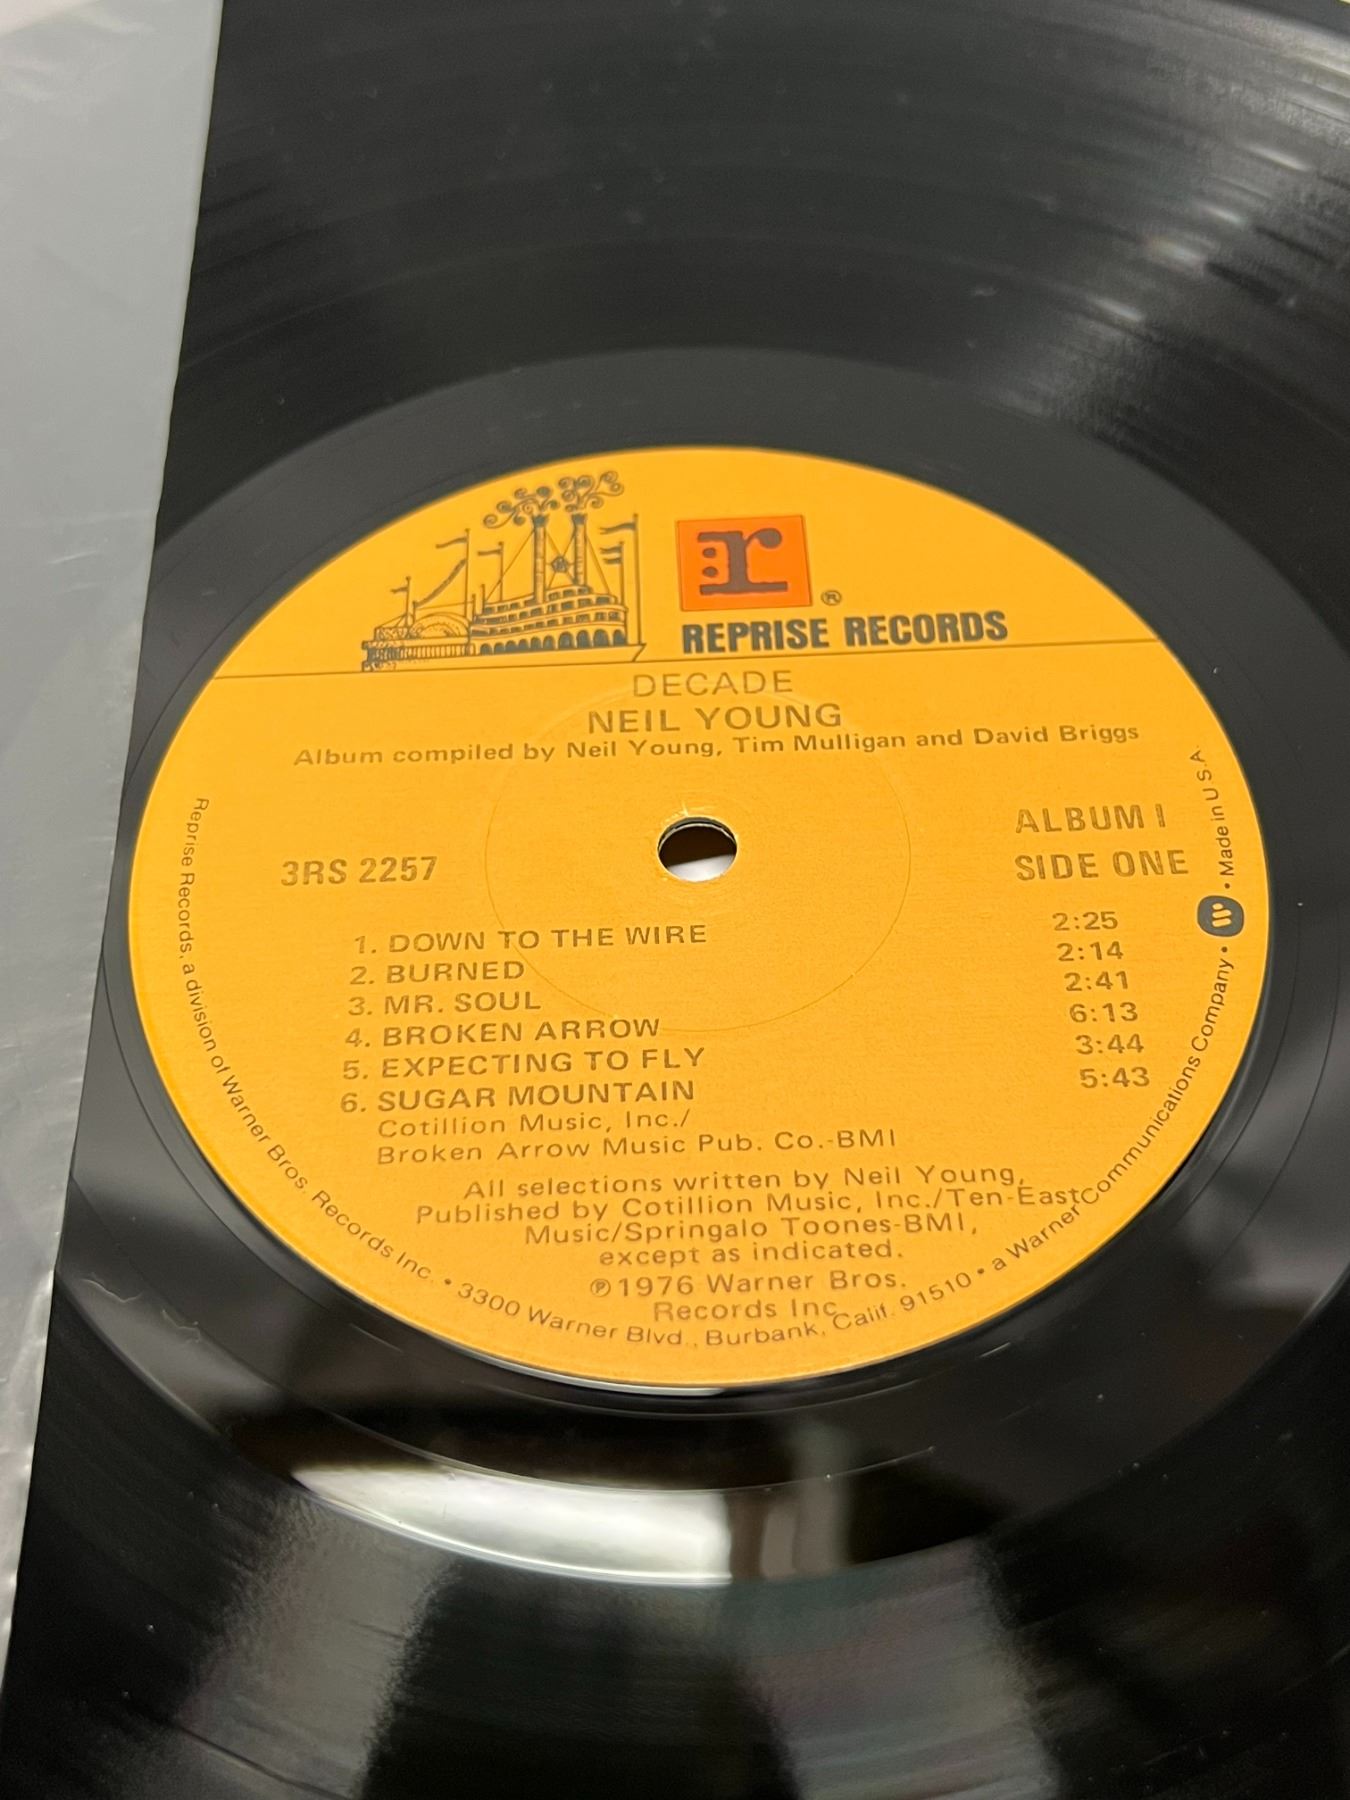 r ®
REPRISE RECORDS
DECADE
NEIL YOUNG
Album compiled by Neil Young, Tim Mulligan and David Briggs
ALBUM I
3RS 2257
SIDE ONE
1. DOWN TO THE WIRE 2:25
2. BURNED 2:14
3. MR. SOUL 2:41
4. BROKEN ARROW 6:13
5. EXPECTING TO FLY 3:44
6. SUGAR MOUNTAIN 5:43
Cotillion Music, Inc./
Broken Arrow Music Pub. Co.-BMI
All selections written by Neil Young,
Published by Cotillion Music, Inc./Ten-East
Music/Springalo Toones-BMI,
except as indicated.
℗1976 Warner Bros.
Records Inc.
Reprise Records, a division of Warner Bros. Records Inc. • 3300 Warner Blvd., Burbank, Calif. 91510 • a Warner Communications Company • W • Made in U.S.A.